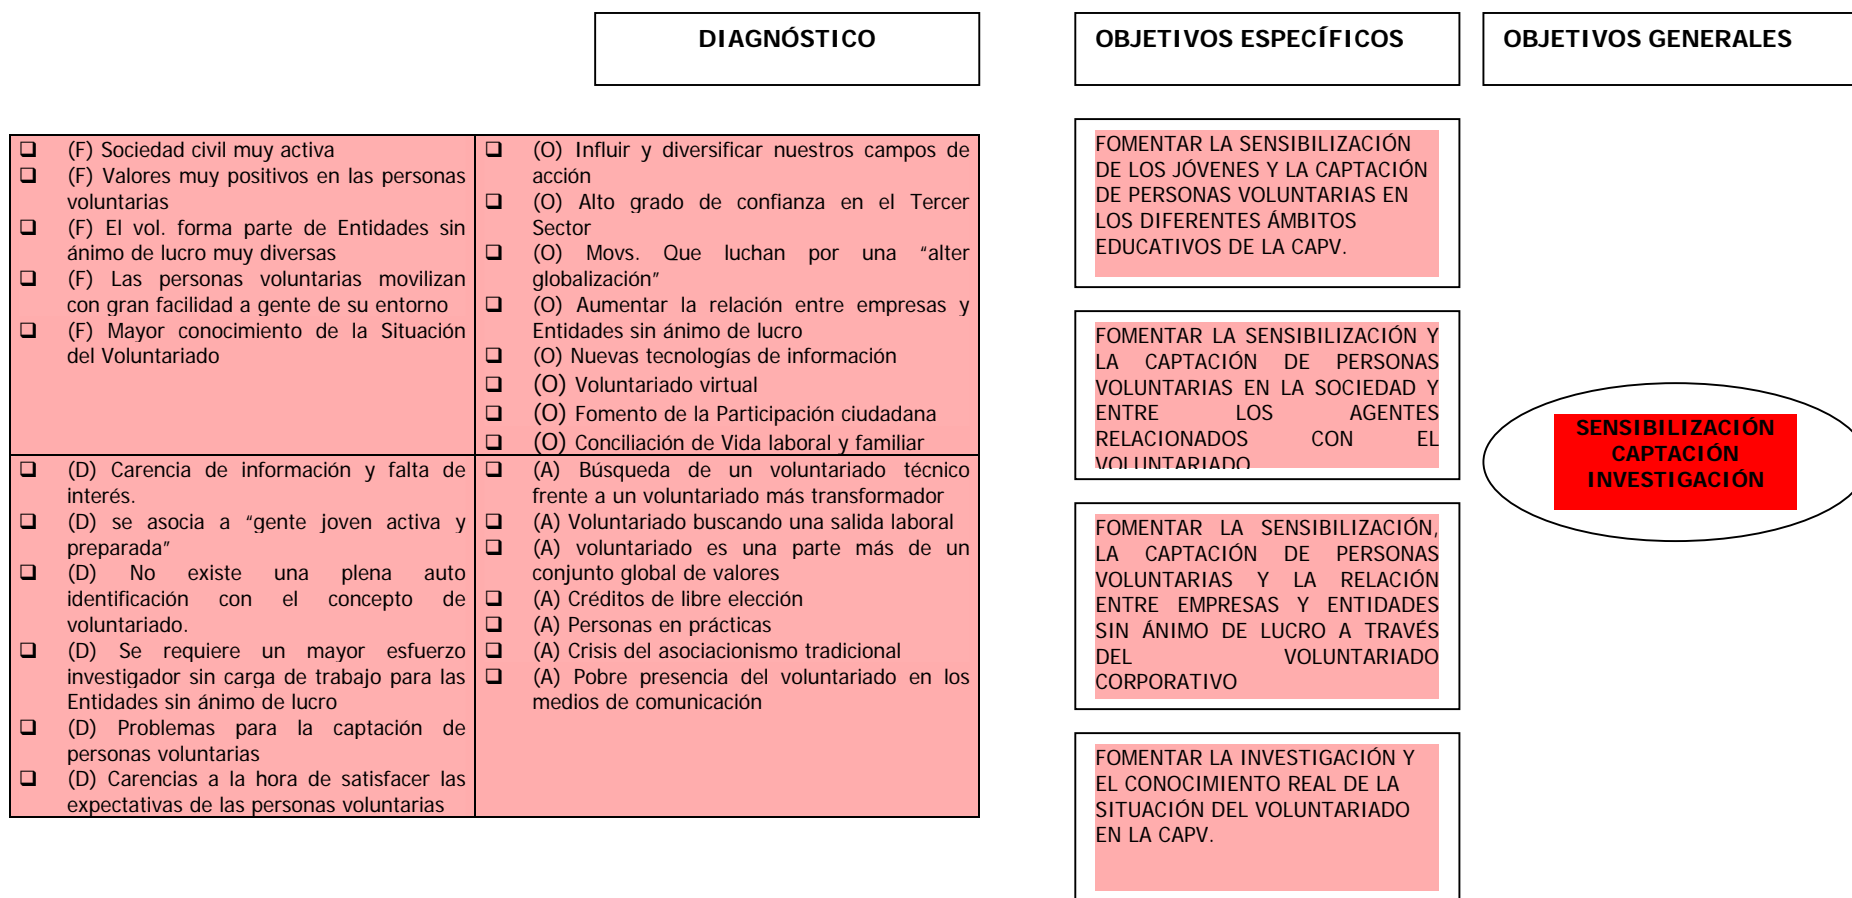 DIAGNÓSTICO
OBJETIVOS ESPECÍFICOS
OBJETIVOS GENERALES
❑ (F) Sociedad civil muy activa
❑ (F) Valores muy positivos en las personas
voluntarias
❑ (F) El vol. forma parte de Entidades sin
ánimo de lucro muy diversas
❑ (F) Las personas voluntarias movilizan
con gran facilidad a gente de su entorno
❑ (F) Mayor conocimiento de la Situación
del Voluntariado
❑ (O) Influir y diversificar nuestros campos de
acción
❑ (O) Alto grado de confianza en el Tercer
Sector
❑ (O) Movs. Que luchan por una “alter
globalización”
❑ (O) Aumentar la relación entre empresas y
Entidades sin ánimo de lucro
❑ (O) Nuevas tecnologías de información
❑ (O) Voluntariado virtual
❑ (O) Fomento de la Participación ciudadana
❑ (O) Conciliación de Vida laboral y familiar
❑ (D) Carencia de información y falta de
interés.
❑ (D) se asocia a “gente joven activa y
preparada”
❑ (D) No existe una plena auto
identificación con el concepto de
voluntariado.
❑ (D) Se requiere un mayor esfuerzo
investigador sin carga de trabajo para las
Entidades sin ánimo de lucro
❑ (D) Problemas para la captación de
personas voluntarias
❑ (D) Carencias a la hora de satisfacer las
expectativas de las personas voluntarias
❑ (A) Búsqueda de un voluntariado técnico
frente a un voluntariado más transformador
❑ (A) Voluntariado buscando una salida laboral
❑ (A) voluntariado es una parte más de un
conjunto global de valores
❑ (A) Créditos de libre elección
❑ (A) Personas en prácticas
❑ (A) Crisis del asociacionismo tradicional
❑ (A) Pobre presencia del voluntariado en los
medios de comunicación
FOMENTAR LA SENSIBILIZACIÓN
DE LOS JÓVENES Y LA CAPTACIÓN
DE PERSONAS VOLUNTARIAS EN
LOS DIFERENTES ÁMBITOS
EDUCATIVOS DE LA CAPV.
FOMENTAR LA SENSIBILIZACIÓN Y
LA CAPTACIÓN DE PERSONAS
VOLUNTARIAS EN LA SOCIEDAD Y
ENTRE LOS AGENTES
RELACIONADOS CON EL
VOLUNTARIADO
FOMENTAR LA SENSIBILIZACIÓN,
LA CAPTACIÓN DE PERSONAS
VOLUNTARIAS Y LA RELACIÓN
ENTRE EMPRESAS Y ENTIDADES
SIN ÁNIMO DE LUCRO A TRAVÉS
DEL VOLUNTARIADO
CORPORATIVO
FOMENTAR LA INVESTIGACIÓN Y
EL CONOCIMIENTO REAL DE LA
SITUACIÓN DEL VOLUNTARIADO
EN LA CAPV.
SENSIBILIZACIÓN
CAPTACIÓN
INVESTIGACIÓN